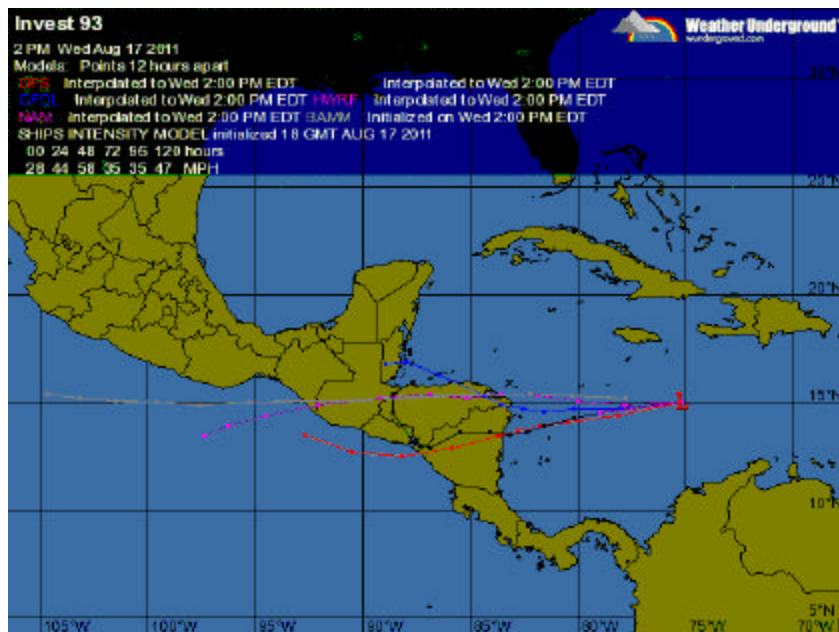 Invest 93
Weather Underground
wunderground.com
2 PM Wed Aug 17 2011
Models: Points 12 hours apart
GFS Interpolated to Wed 2:00 PM EDT Interpolated to Wed 2:00 PM EDT
GFDL Interpolated to Wed 2:00 PM EDT HWRF Interpolated to Wed 2:00 PM EDT
NAM Interpolated to Wed 2:00 PM EDT BAMM Initialized on Wed 2:00 PM EDT
SHIPS INTENSITY MODEL initialized 18 GMT AUG 17 2011
00 24 48 72 96 120 hours
28 44 58 35 35 47 MPH
30°N
25°N
20°N
15°N
L
10°N
5°N
105°W 100°W 95°W 90°W 85°W 80°W 75°W 70°W